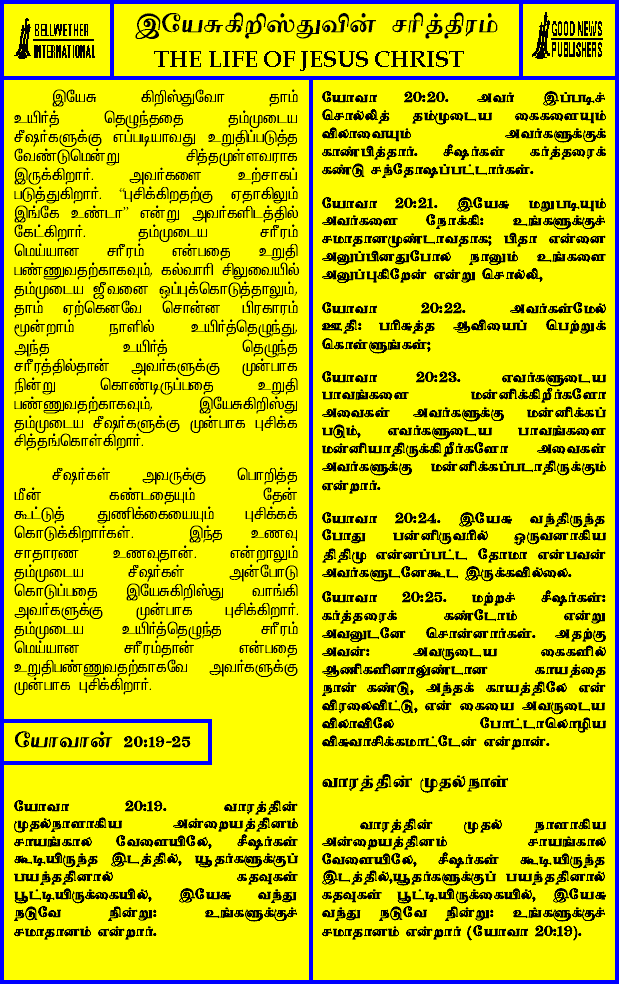 BELLWETHER
INTERNATIONAL
இயேசுகிறிஸ்துவின் சரித்திரம்
THE LIFE OF JESUS CHRIST
GOOD NEWS
PUBLISHERS
இயேசு கிறிஸ்துவோ தாம்
உயிர்த் தெழுந்ததை தம்முடைய
சீஷர்களுக்கு எப்படியாவது உறுதிப்படுத்த
வேண்டுமென்று சித்தமுள்ளவராக
இருக்கிறார். அவர்களை உற்சாகப்
படுத்துகிறார். “புசிக்கிறதற்கு ஏதாகிலும்
இங்கே உண்டா” என்று அவர்களிடத்தில்
கேட்கிறார். தம்முடைய சரீரம்
மெய்யான சரீரம் என்பதை உறுதி
பண்ணுவதற்காகவும், கல்வாரி சிலுவையில்
தம்முடைய ஜீவனை ஒப்புக்கொடுத்தாலும்,
தாம் ஏற்கெனவே சொன்ன பிரகாரம்
மூன்றாம் நாளில் உயிர்த்தெழுந்து,
அந்த உயிர்த் தெழுந்த
சரீரத்தில்தான் அவர்களுக்கு முன்பாக
நின்று கொண்டிருப்பதை உறுதி
பண்ணுவதற்காகவும், இயேசுகிறிஸ்து
தம்முடைய சீஷர்களுக்கு முன்பாக புசிக்க
சித்தங்கொள்கிறார்.
சீஷர்கள் அவருக்கு பொறித்த
மீன் கண்டதையும் தேன்
கூட்டுத் துணிக்கையையும் புசிக்கக்
கொடுக்கிறார்கள். இந்த உணவு
சாதாரண உணவுதான். என்றாலும்
தம்முடைய சீஷர்கள் அன்போடு
கொடுப்பதை இயேசுகிறிஸ்து வாங்கி
அவர்களுக்கு முன்பாக புசிக்கிறார்.
தம்முடைய உயிர்த்தெழுந்த சரீரம்
மெய்யான சரீரம்தான் என்பதை
உறுதிபண்ணுவதற்காகவே அவர்களுக்கு
முன்பாக புசிக்கிறார்.
யோவான் 20:19-25
யோவா 20:19. வாரத்தின்
முதல்நாளாகிய அன்றையத்தினம்
சாயங்கால வேளையிலே, சீஷர்கள்
கூடியிருந்த இடத்தில், யூதர்களுக்குப்
பயந்ததினால் கதவுகள்
பூட்டியிருக்கையில், இயேசு வந்து
நடுவே நின்று: உங்களுக்குச்
சமாதானம் என்றார்.
யோவா 20:20. அவர் இப்படிச்
சொல்லித் தம்முடைய கைகளையும்
விலாவையும் அவர்களுக்குக்
காண்பித்தார். சீஷர்கள் கர்த்தரைக்
கண்டு சந்தோஷப்பட்டார்கள்.
யோவா 20:21. இயேசு மறுபடியும்
அவர்களை நோக்கி: உங்களுக்குச்
சமாதானமுண்டாவதாக; பிதா என்னை
அனுப்பினதுபோல நானும் உங்களை
அனுப்புகிறேன் என்று சொல்லி,
யோவா 20:22. அவர்கள்மேல்
ஊதி: பரிசுத்த ஆவியைப் பெற்றுக்
கொள்ளுங்கள்;
யோவா 20:23. எவர்களுடைய
பாவங்களை மன்னிக்கிறீர்களோ
அவைகள் அவர்களுக்கு மன்னிக்கப்
படும், எவர்களுடைய பாவங்களை
மன்னியாதிருக்கிறீர்களோ அவைகள்
அவர்களுக்கு மன்னிக்கப்படாதிருக்கும்
என்றார்.
யோவா 20:24. இயேசு வந்திருந்த
போது பன்னிருவரில் ஒருவனாகிய
திதிமு என்னப்பட்ட தோமா என்பவன்
அவர்களுடனேகூட இருக்கவில்லை.
யோவா 20:25. மற்றச் சீஷர்கள்:
கர்த்தரைக் கண்டோம் என்று
அவனுடனே சொன்னார்கள். அதற்கு
அவன்: அவருடைய கைகளில்
ஆணிகளினாலுண்டான காயத்தை
நான் கண்டு, அந்தக் காயத்திலே என்
விரலைவிட்டு, என் கையை அவருடைய
விலாவிலே போட்டாலொழிய
விசுவாசிக்கமாட்டேன் என்றான்.
வாரத்தின் முதல்நாள்
வாரத்தின் முதல் நாளாகிய
அன்றையத்தினம் சாயங்கால
வேளையிலே, சீஷர்கள் கூடியிருந்த
இடத்தில்,யூதர்களுக்குப் பயந்ததினால்
கதவுகள் பூட்டியிருக்கையில், இயேசு
வந்து நடுவே நின்று: உங்களுக்குச்
சமாதானம் என்றார் (யோவா 20:19).